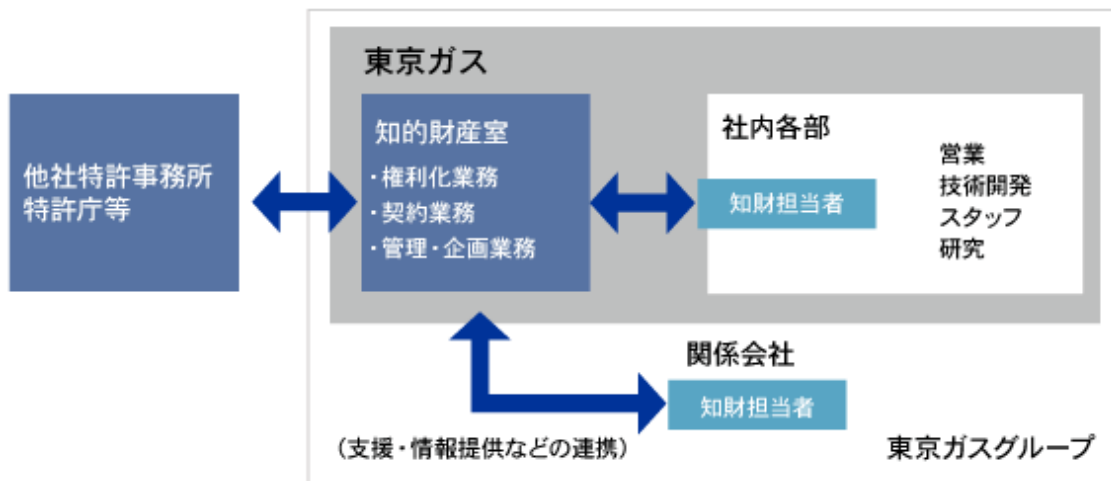 東京ガス
他社特許事務所
特許庁等
知的財産室
・権利化業務
・契約業務
・管理・企画業務
社内各部
知財担当者
営業
技術開発
スタッフ
研究
関係会社
知財担当者
（支援・情報提供などの連携）
東京ガスグループ